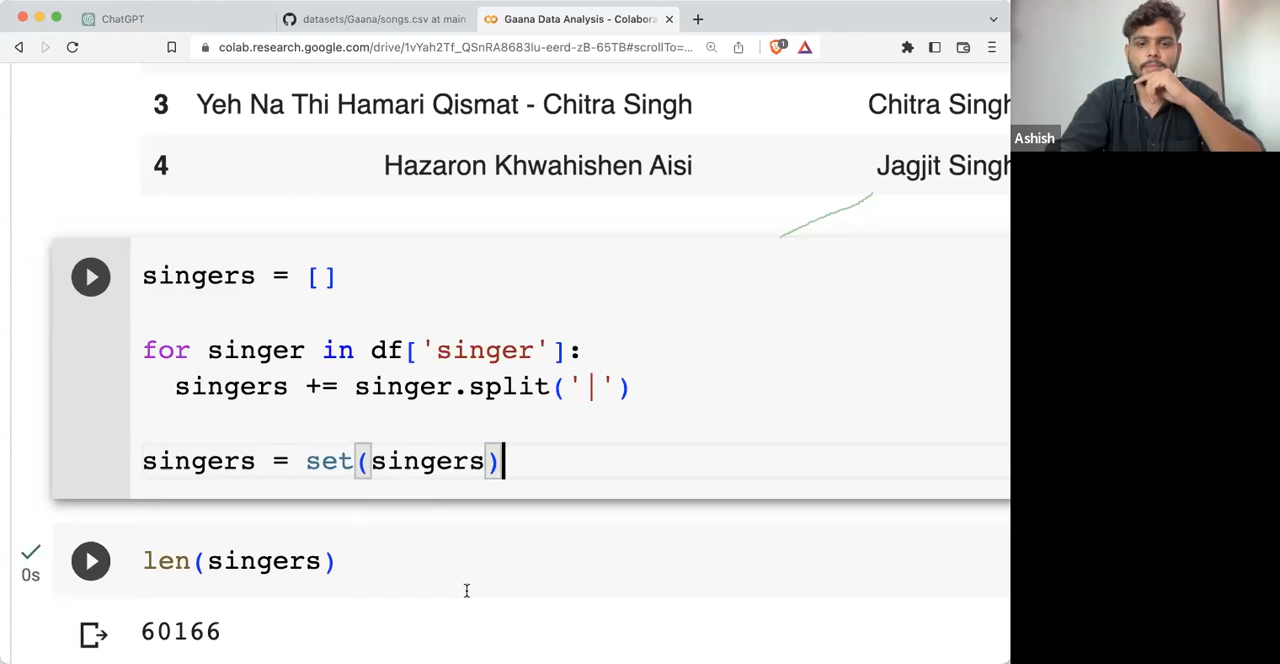 ChatGPT
datasets/Gaana/songs.csv at main
Gaana Data Analysis - Colabora
colab.research.google.com/drive/1vYah2Tf_QSnRA8I83lu-eerd-zB-65TB#scrollTo=...
1
3 Yeh Na Thi Hamari Qismat - Chitra Singh Chitra Singh
4 Hazaron Khwahishen Aisi Jagjit Singh
Ashish
singers = []
for singer in df['singer']:
singers += singer.split('|')
singers = set(singers)
len(singers)
0s
60166